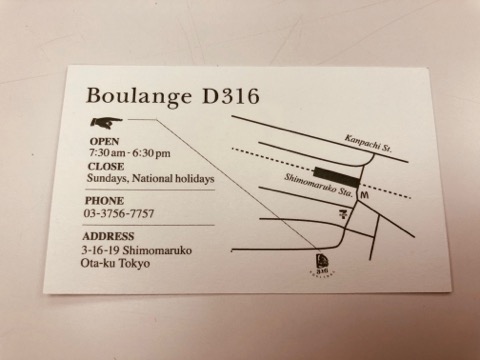 Boulange D316
OPEN
7:30 am - 6:30 pm
CLOSE
Sundays, National holidays
PHONE
03-3756-7757
ADDRESS
3-16-19 Shimomaruko
Ota-ku Tokyo
Kanpachi St.
Shimomaruko Sta.
316